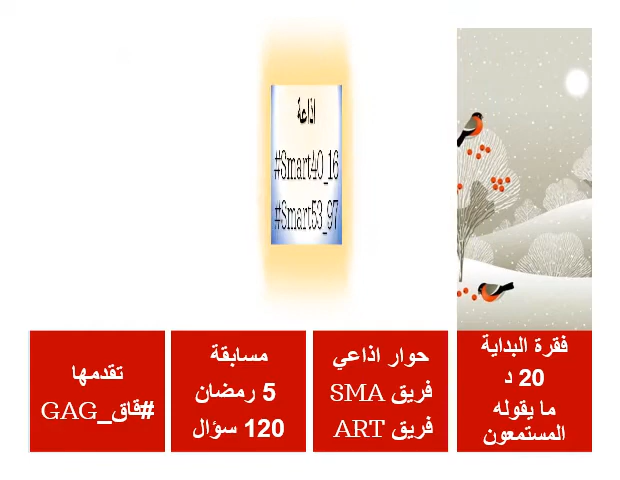 اذاعة
#Smart40_16
#Smart53_97
فقرة البداية
20 د
ما يقوله
المستمعون
حوار اذاعي
فريق SMA
فريق ART
مسابقة
5 رمضان
120 سؤال
تقدمها
#قاق_GAG